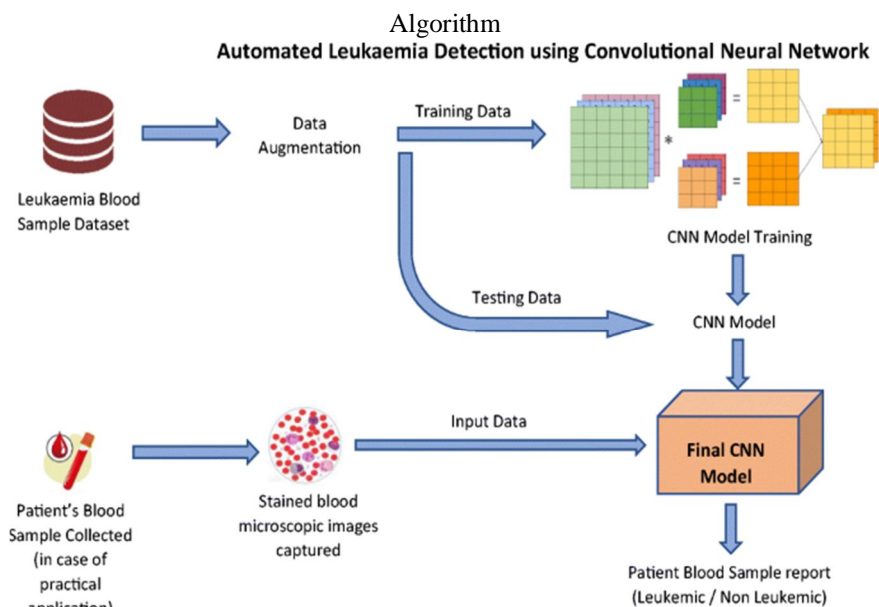 Algorithm
Automated Leukaemia Detection using Convolutional Neural Network
Training Data
Data
Augmentation
*
=
=
Leukaemia Blood
Sample Dataset
CNN Model Training
Testing Data
CNN Model
Input Data
Final CNN
Model
Patient's Blood
Sample Collected
(in case of
practical
application)
Stained blood
microscopic images
captured
Patient Blood Sample report
(Leukemic / Non Leukemic)